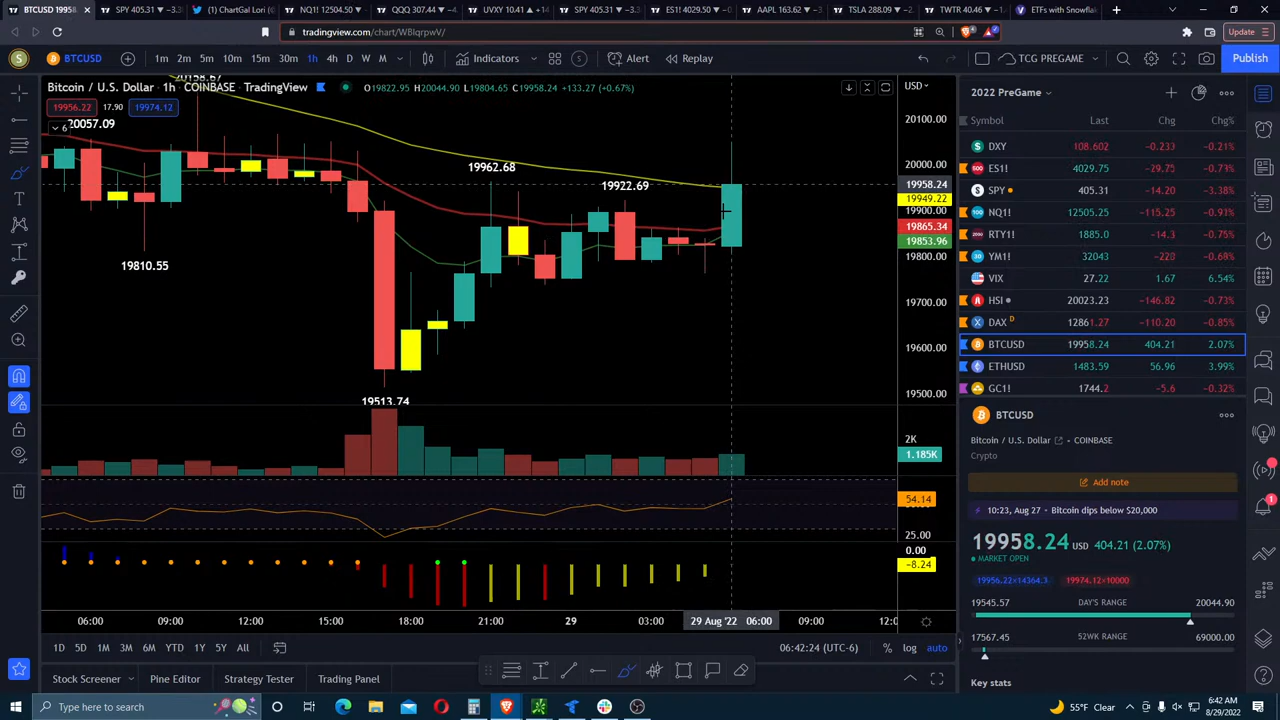 BTCUSD 19958
SPY 405.31 −3.3
ChartGal Lori (
NQ1! 12505.
QQQ 307.44 −4
UVXY 10.41 +14
SPY 405.31 −3.3
ES1! 4029.50
AAPL 163.62 −3
TSLA 288.09 −2
TWTR 40.46
ETFs with Snowflak
tradingview.com/chart/WBlqrpwV/
Update
S
BTCUSD
1m 2m 5m 10m 15m 30m 1h 4h D W M
Indicators
Alert
Replay
TCG PREGAME
Publish
Bitcoin / U.S. Dollar · 1h · COINBASE · TradingView
O19822.95 H20044.90 L19804.65 C19958.24 +133.27 (+0.67%)
19956.22 17.90 19974.12
6
20158.67
20057.09
19810.55
19513.74
19962.68
19922.69
USD
20100.00
20000.00
19958.24
19949.22
19900.00
19865.34
19853.96
19800.00
19700.00
19600.00
19500.00
2K
1.185K
54.14
25.00
0.00
−8.24
06:00 09:00 12:00 15:00 18:00 21:00 29 03:00 29 Aug '22 06:00 09:00 12:0
1D 5D 1M 3M 6M YTD 1Y 5Y All
06:42:24 (UTC-6)
% log auto
Stock Screener Pine Editor Strategy Tester Trading Panel
2022 PreGame
Symbol Last Chg Chg%
DXY 108.602 −0.233 −0.21%
ES1! 4029.75 −29.75 −0.73%
SPY 405.31 −14.20 −3.38%
NQ1! 12505.25 −115.25 −0.91%
RTY1! 1885.0 −14.3 −0.75%
YM1! 32043 −220 −0.68%
VIX 27.22 1.67 6.54%
HSI 20023.23 −146.82 −0.73%
DAX D 12861.27 −110.20 −0.85%
BTCUSD 19958.24 404.21 2.07%
ETHUSD 1483.59 56.96 3.99%
GC1! 1744.2 −5.6 −0.32%
BTCUSD
Bitcoin / U.S. Dollar • COINBASE
Crypto
Add note
10:23, Aug 27 • Bitcoin dips below $20,000
19958.24 USD 404.21 (2.07%)
MARKET OPEN
19956.22×14364.3 19974.12×10000
19545.57 DAY'S RANGE 20044.90
17567.45 52WK RANGE 69000.00
Key stats
1
Type here to search
55°F Clear
6:42 AM
8/29/2022